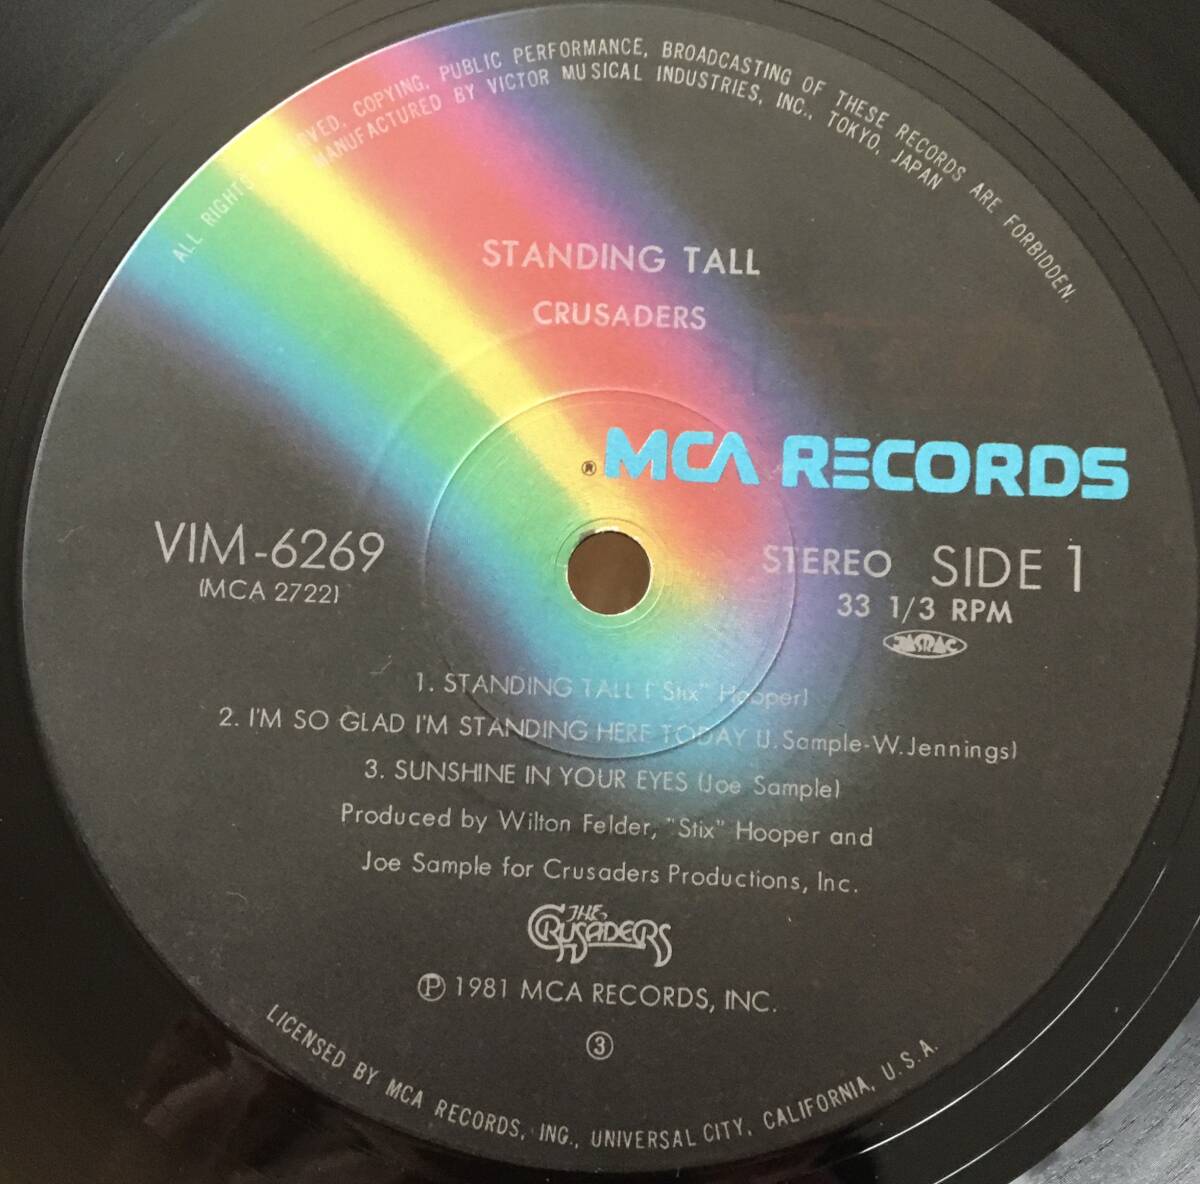 ALL RIGHTS RESERVED. COPYING, PUBLIC PERFORMANCE, BROADCASTING OF THESE RECORDS ARE FORBIDDEN.
MANUFACTURED BY VICTOR MUSICAL INDUSTRIES, INC., TOKYO, JAPAN
STANDING TALL
CRUSADERS
® MCA RECORDS
VIM-6269
(MCA 2722)
STEREO SIDE 1
33 1/3 RPM
JASRAC
1. STANDING TALL ("Stix" Hooper)
2. I'M SO GLAD I'M STANDING HERE TODAY (J. Sample-W. Jennings)
3. SUNSHINE IN YOUR EYES (Joe Sample)
Produced by Wilton Felder, "Stix" Hooper and
Joe Sample for Crusaders Productions, Inc.
THE
CRUSADERS
℗ 1981 MCA RECORDS, INC.
③
LICENSED BY MCA RECORDS, ING., UNIVERSAL CITY, CALIFORNIA, U.S.A.